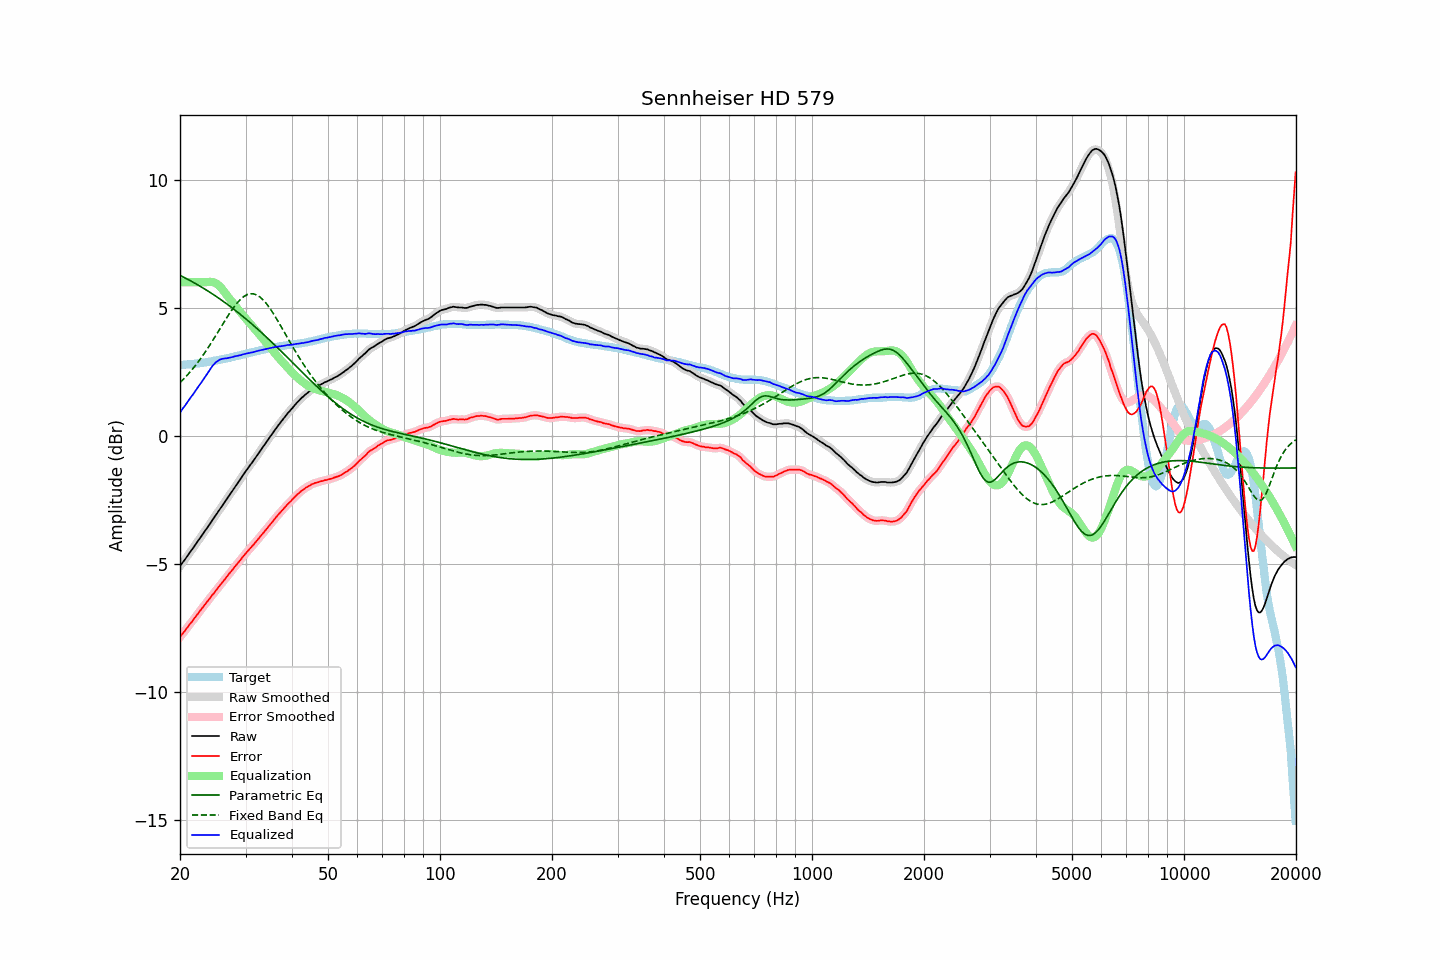 Sennheiser HD 579
Amplitude (dBr)
10
5
0
−5
−10
−15
Target
Raw Smoothed
Error Smoothed
Raw
Error
Equalization
Parametric Eq
Fixed Band Eq
Equalized
20 50 100 200 500 1000 2000 5000 10000 20000
Frequency (Hz)